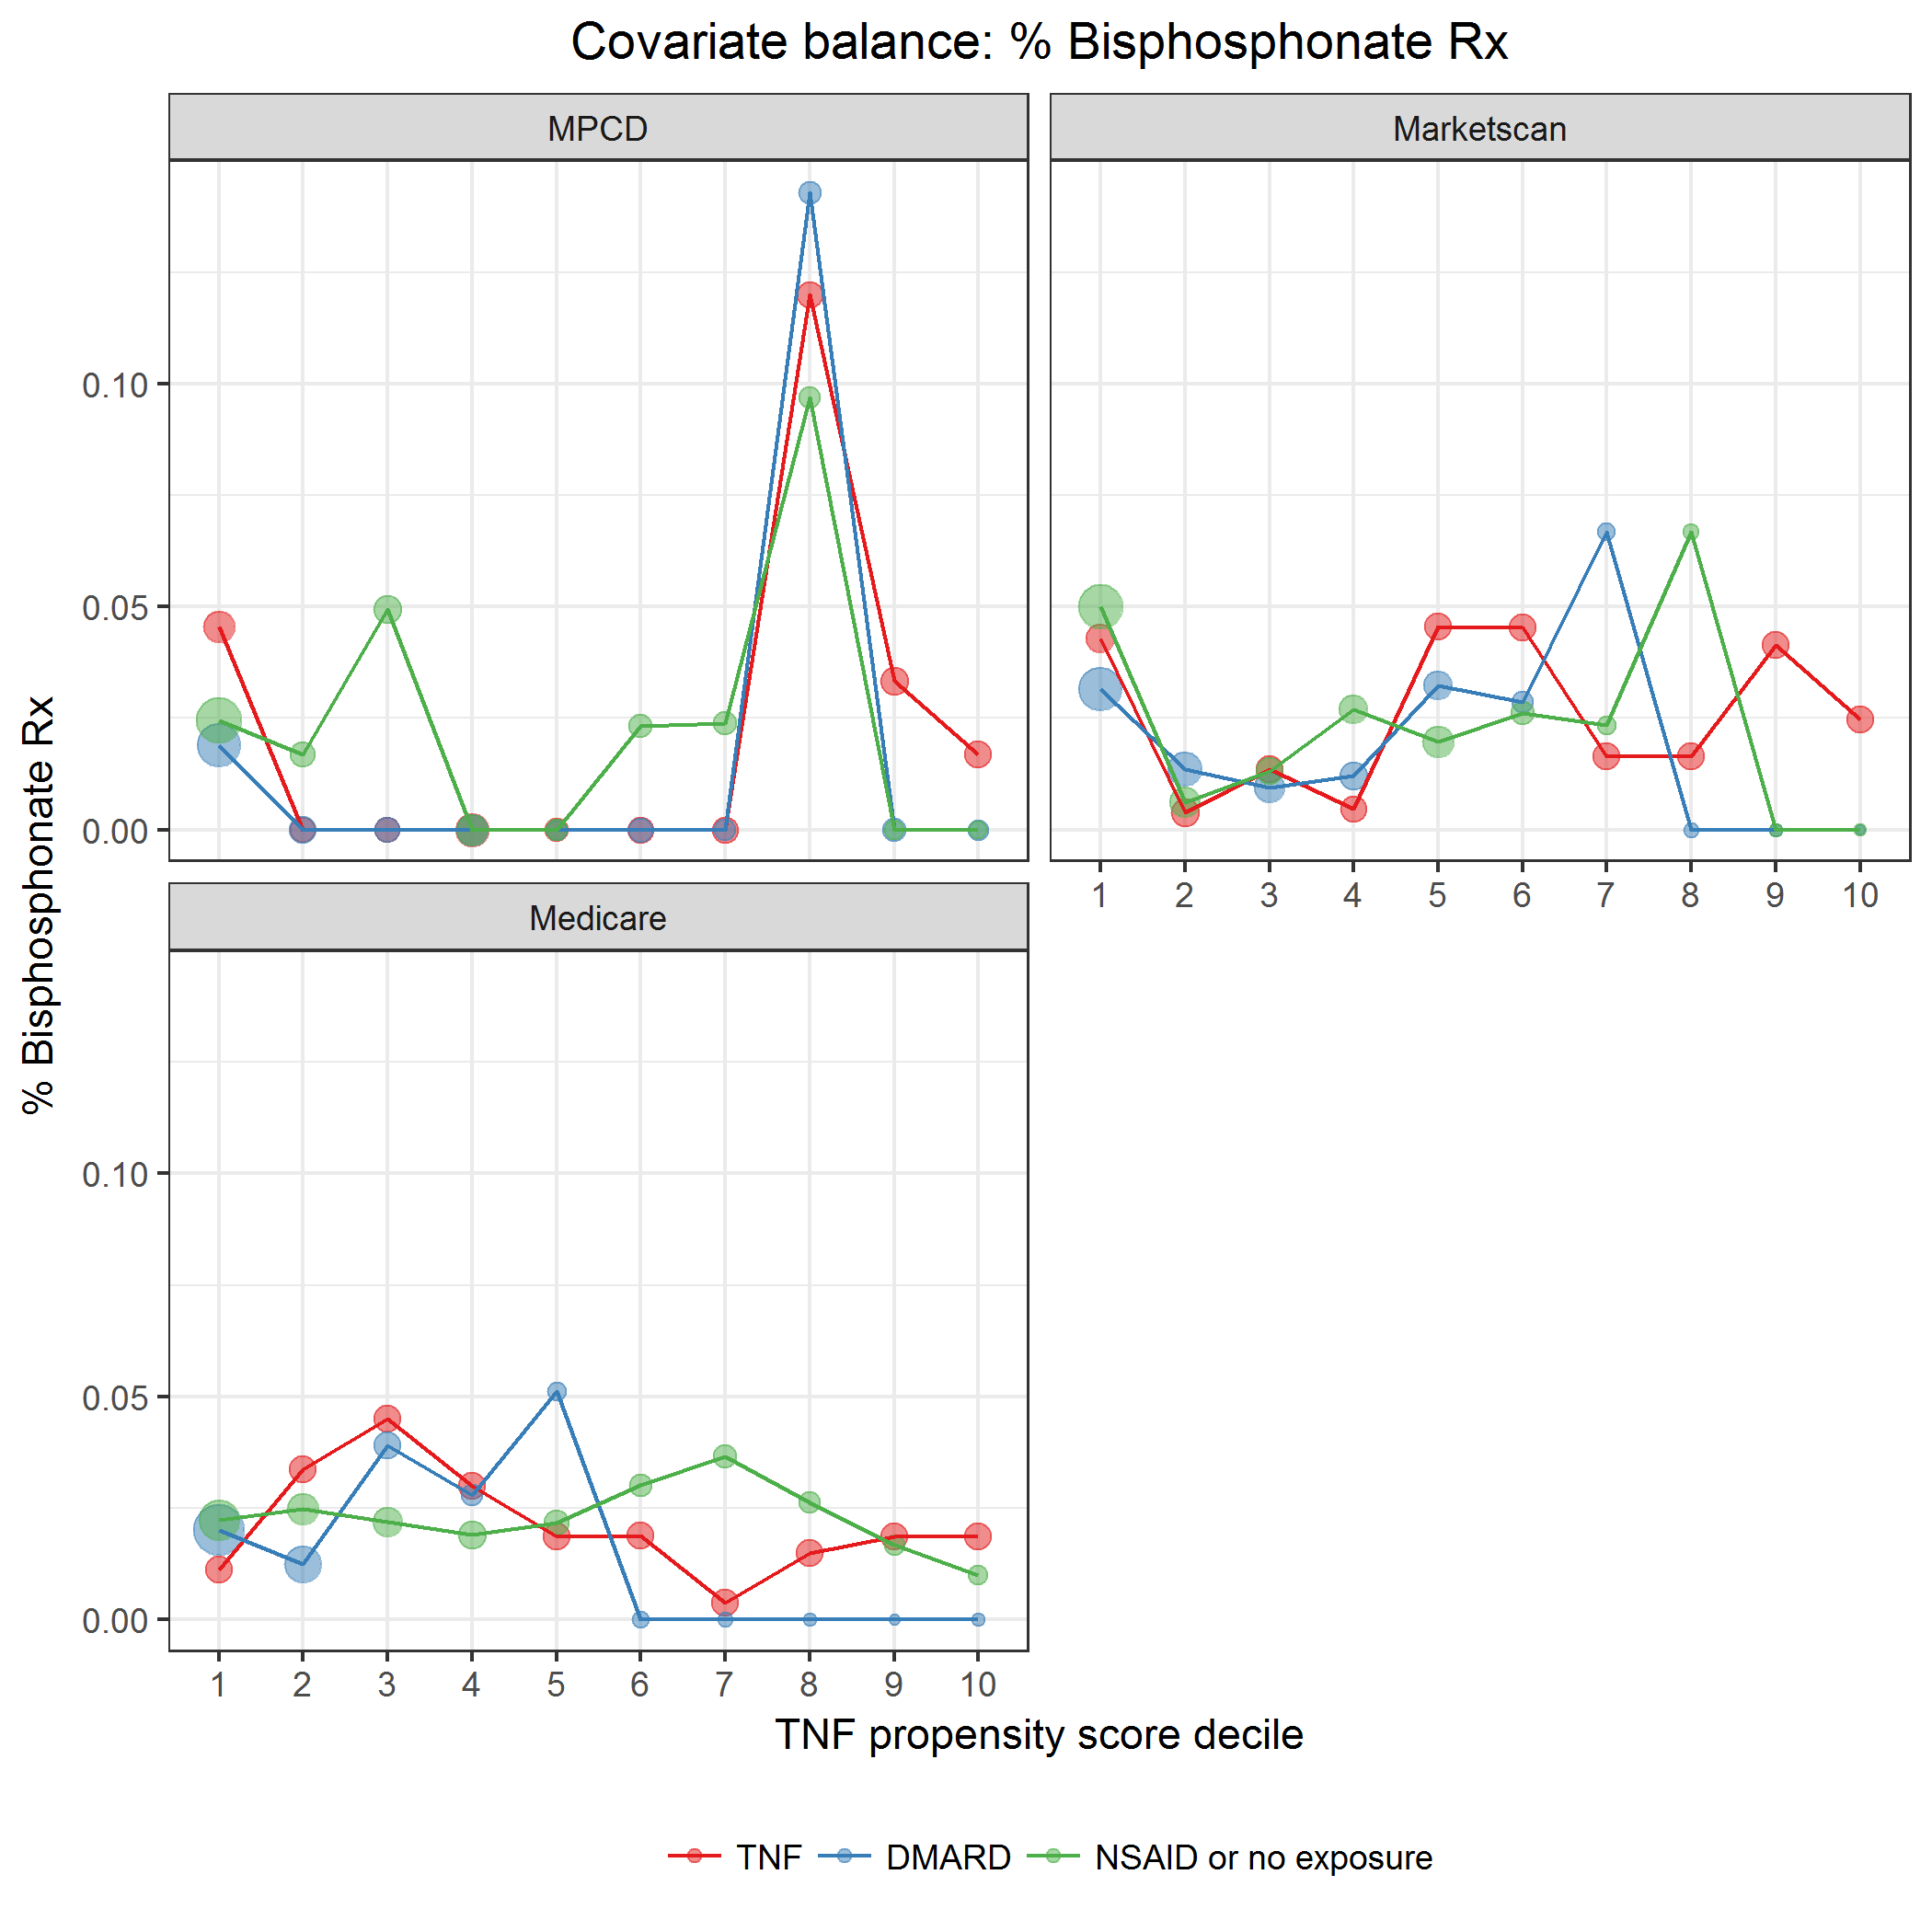 Covariate balance: % Bisphosphonate Rx
MPCD
Marketscan
0.10
0.05
0.00
1 2 3 4 5 6 7 8 9 10
Medicare
0.10
0.05
0.00
1 2 3 4 5 6 7 8 9 10
% Bisphosphonate Rx
TNF propensity score decile
TNF DMARD NSAID or no exposure